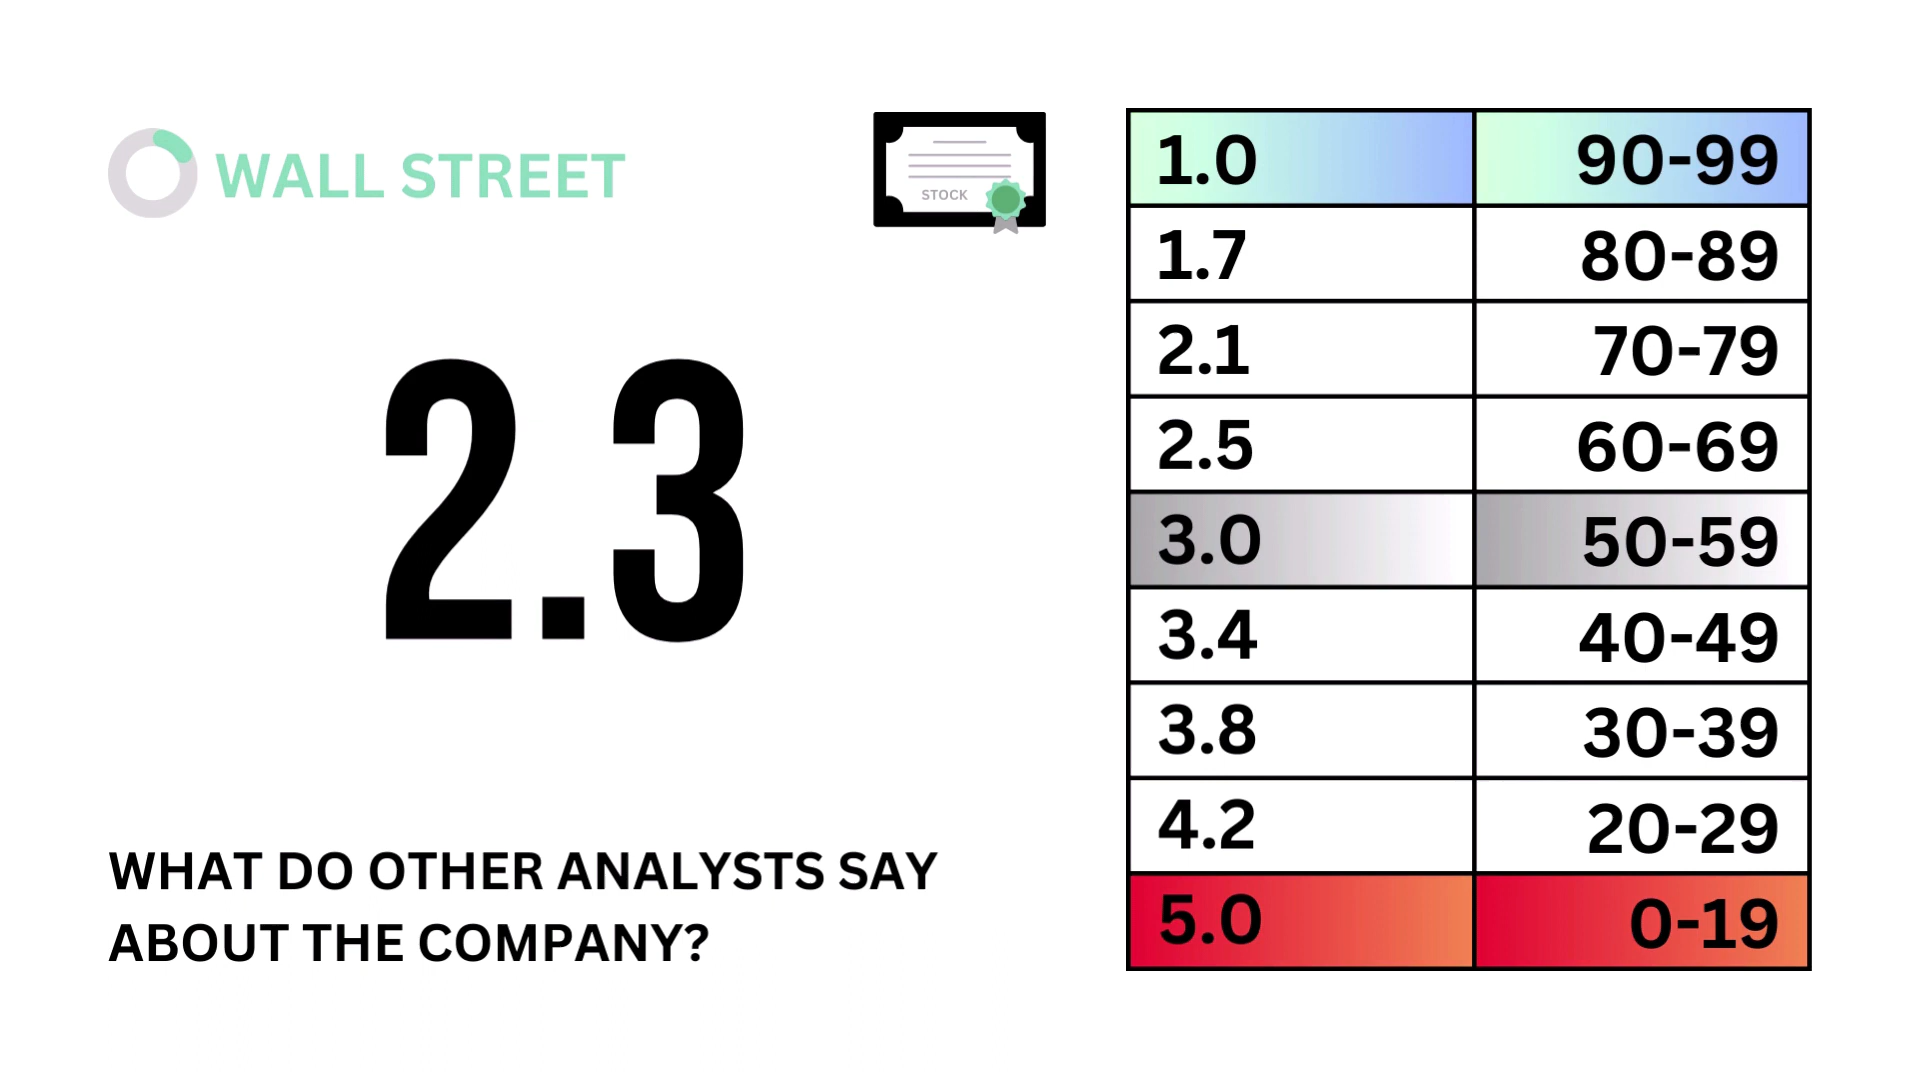 WALL STREET
STOCK
2.3
WHAT DO OTHER ANALYSTS SAY
ABOUT THE COMPANY?
1.0 90-99
1.7 80-89
2.1 70-79
2.5 60-69
3.0 50-59
3.4 40-49
3.8 30-39
4.2 20-29
5.0 0-19